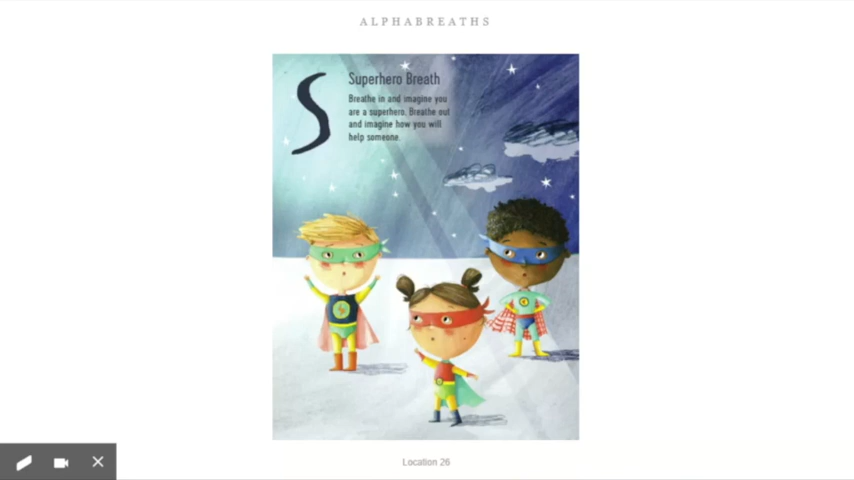 ALPHABREATHS
S
Superhero Breath
Breathe in and imagine you
are a superhero. Breathe out
and imagine how you will
help someone.
Location 26